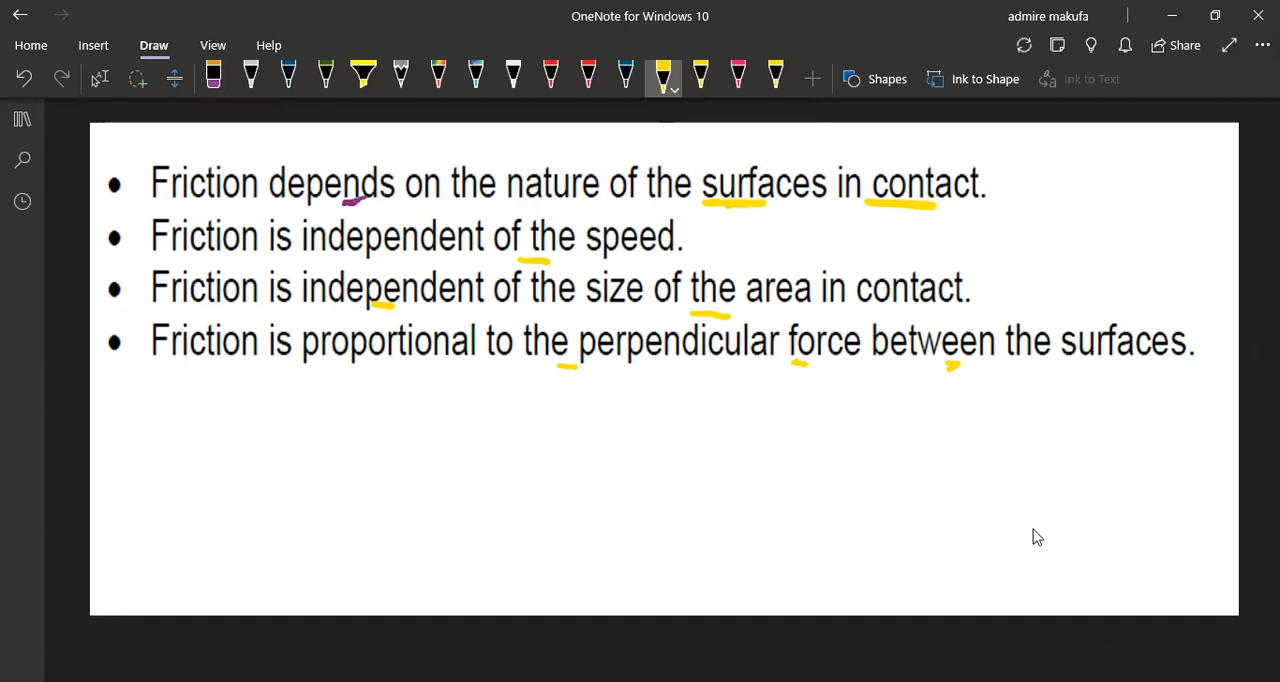 OneNote for Windows 10
admire makufa
Home Insert Draw View Help
Share
Shapes Ink to Shape Ink to Text
• Friction depends on the nature of the surfaces in contact.
• Friction is independent of the speed.
• Friction is independent of the size of the area in contact.
• Friction is proportional to the perpendicular force between the surfaces.